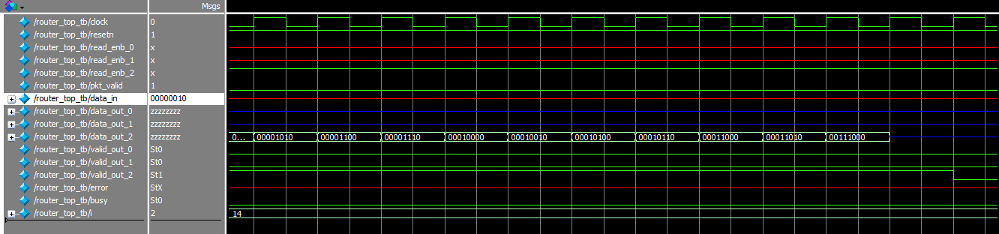 Msgs
/router_top_tb/clock 0
/router_top_tb/resetn 1
/router_top_tb/read_enb_0 x
/router_top_tb/read_enb_1 x
/router_top_tb/read_enb_2 x
/router_top_tb/pkt_valid 1
/router_top_tb/data_in 00000010
/router_top_tb/data_out_0 zzzzzzzz
/router_top_tb/data_out_1 zzzzzzzz
/router_top_tb/data_out_2 zzzzzzzz 0... 00001010 00001100 00001110 00010000 00010010 00010100 00010110 00011000 00011010 00111000
/router_top_tb/valid_out_0 St0
/router_top_tb/valid_out_1 St0
/router_top_tb/valid_out_2 St1
/router_top_tb/error StX
/router_top_tb/busy St0
/router_top_tb/i 2 14